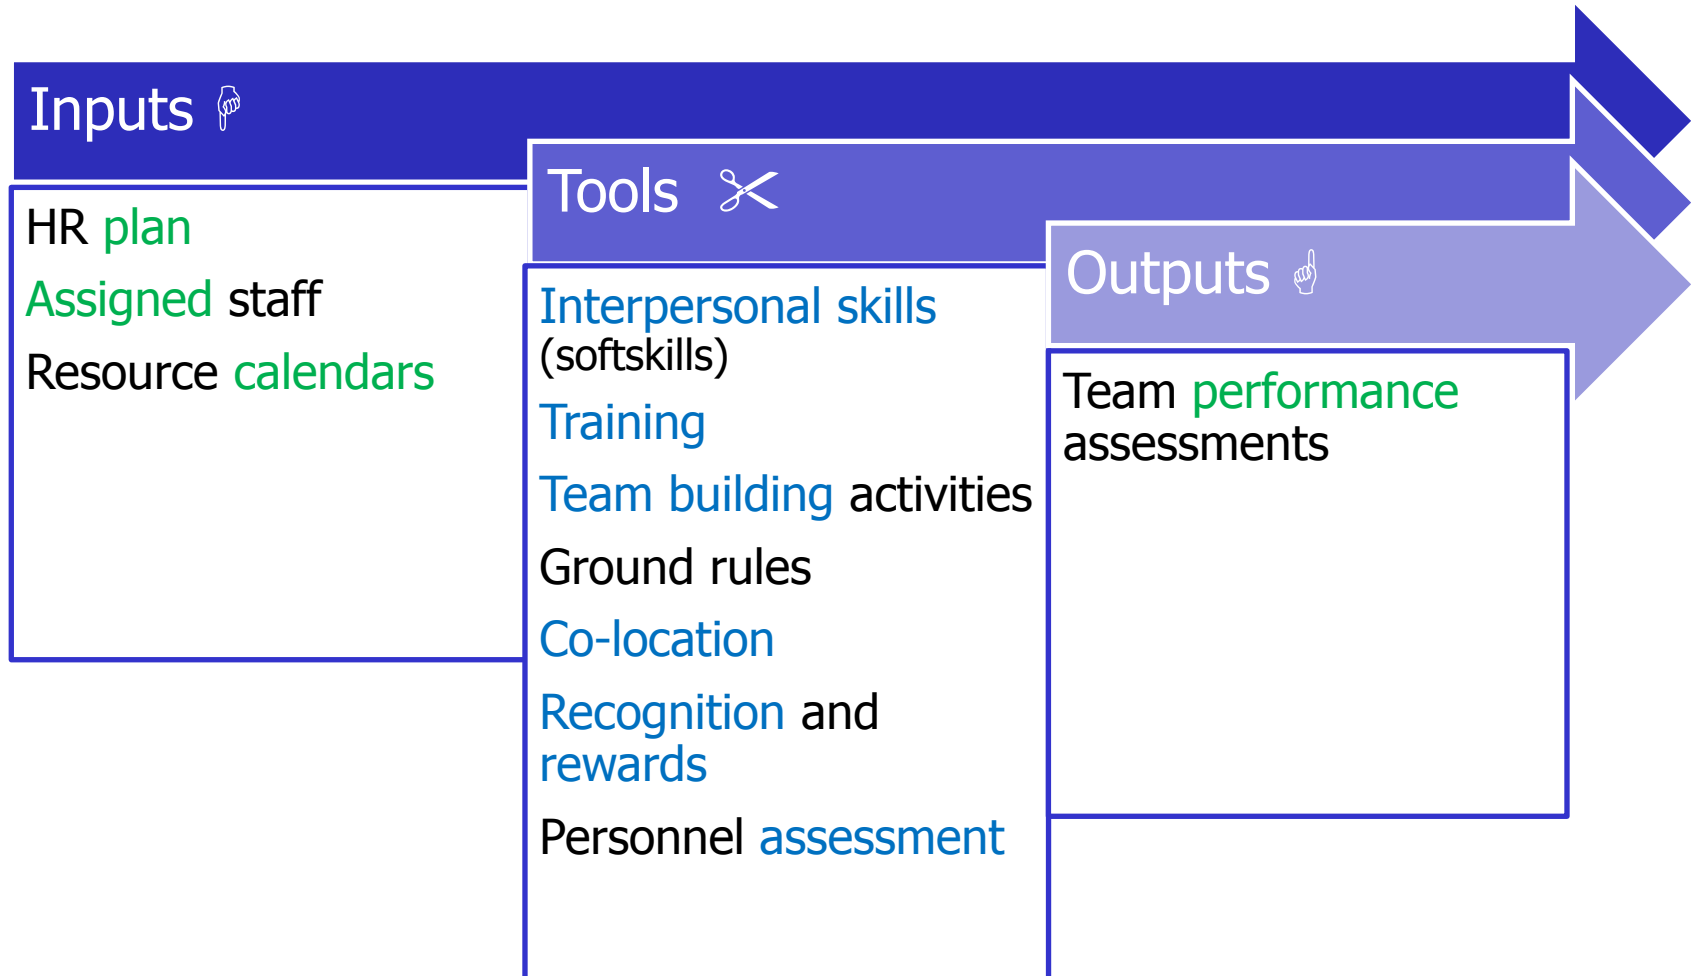 Inputs ☟
HR plan
Assigned staff
Resource calendars
Tools ✂
Interpersonal skills
(softskills)
Training
Team building activities
Ground rules
Co-location
Recognition and
rewards
Personnel assessment
Outputs ☝
Team performance
assessments